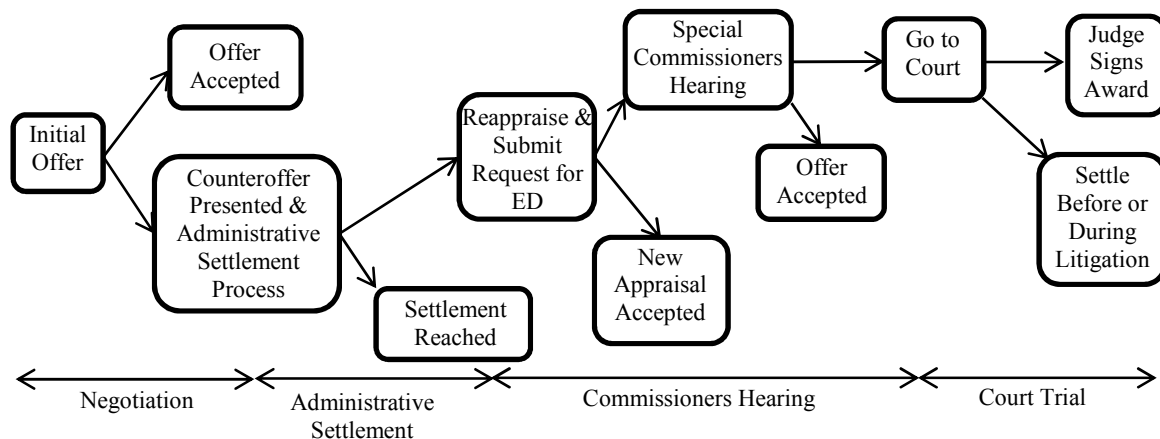 Offer
Accepted
Initial
Offer
Counteroffer
Presented &
Administrative
Settlement
Process
Settlement
Reached
Reappraise &
Submit
Request for
ED
New
Appraisal
Accepted
Special
Commissioners
Hearing
Offer
Accepted
Go to
Court
Judge
Signs
Award
Settle
Before or
During
Litigation
Negotiation
Administrative
Settlement
Commissioners Hearing
Court Trial